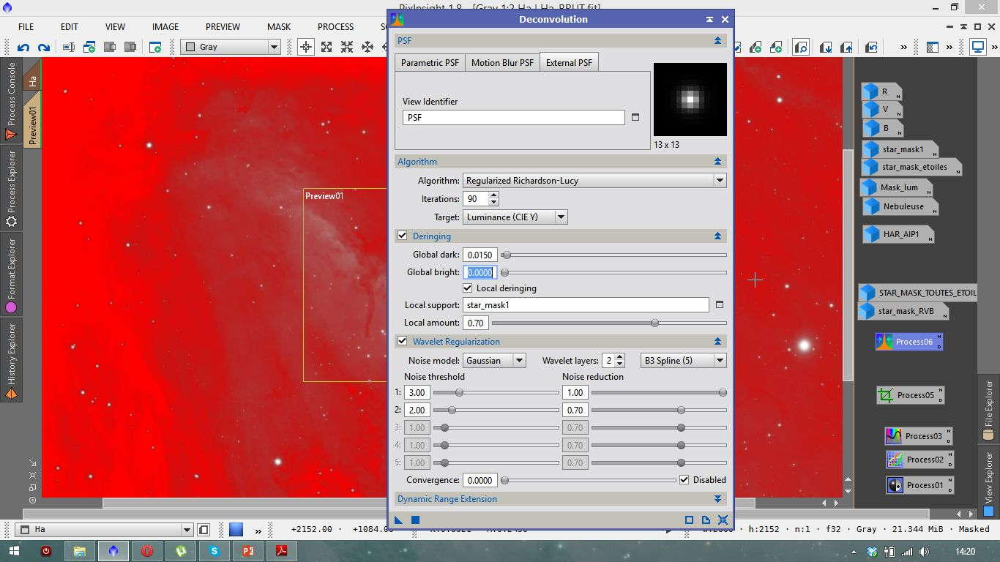 PixInsight 1.8 - [Gray 1:2 Ha | Ha_BRUT.fit]
Deconvolution
FILE EDIT VIEW IMAGE PREVIEW MASK PROCESS
Gray
PSF
Parametric PSF Motion Blur PSF External PSF
View Identifier
PSF
13 x 13
Algorithm
Algorithm: Regularized Richardson-Lucy
Iterations: 90
Target: Luminance (CIE Y)
Deringing
Global dark: 0.0150
Global bright: 0.0000
Local deringing
Local support: star_mask1
Local amount: 0.70
Wavelet Regularization
Noise model: Gaussian Wavelet layers: 2 B3 Spline (5)
Noise threshold Noise reduction
1: 3.00 1.00
2: 2.00 0.70
3: 1.00 0.70
4: 1.00 0.70
5: 1.00 0.70
Convergence: 0.0000 Disabled
Dynamic Range Extension
Process Console
Process Explorer
Format Explorer
History Explorer
Ha
Preview01
Preview01
R N
V N
B N
star_mask1 N
star_mask_etoiles N
Mask_lum N
Nebuleuse N
HAR_AIP1 N
STAR_MASK_TOUTES_ETOIL
star_mask_RVB N
Process06 N D
Process05 N D
Process03 N D
Process02 N D
Process01 N D
File Explorer
View Explorer
Ha
+2152.00 · +1084.00
h:2152 · n:1 · f32 · Gray · 21.344 MiB · Masked
14:20